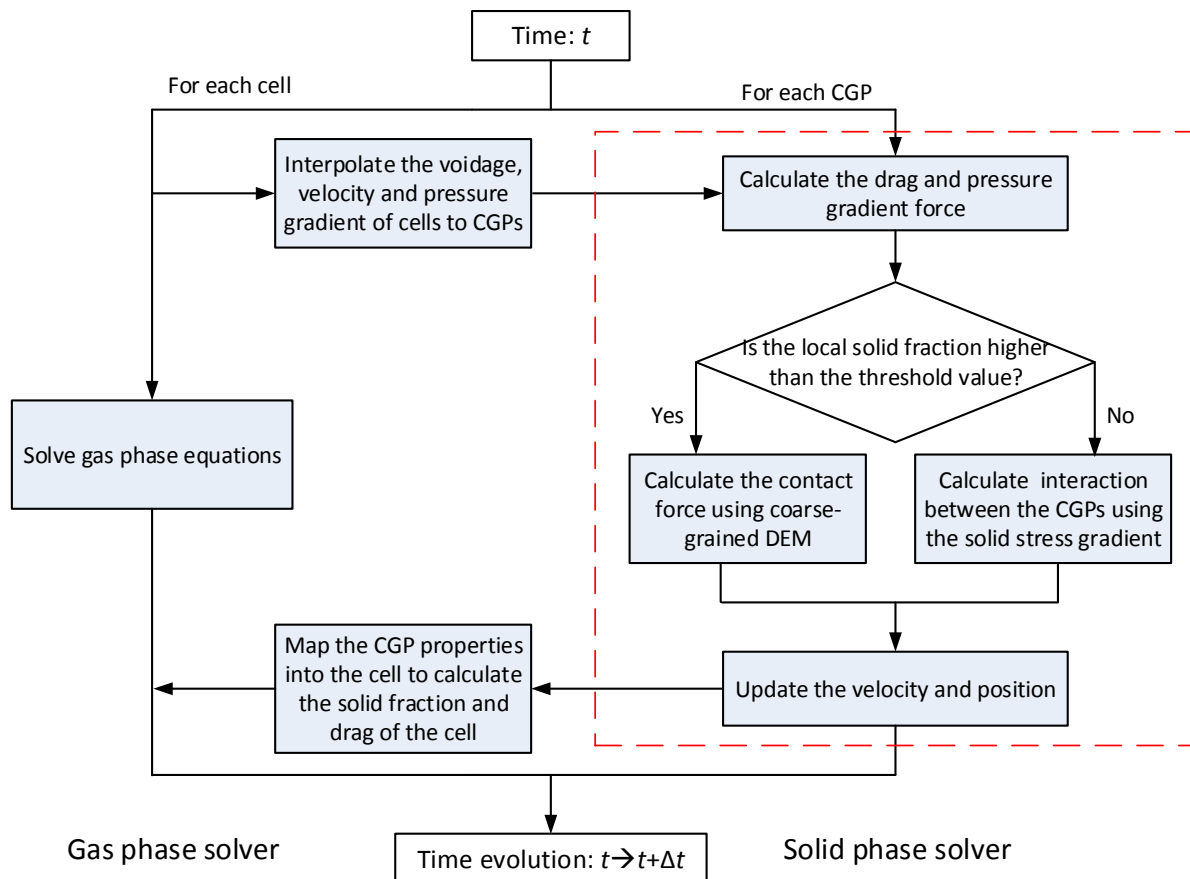 Time: t
For each cell
For each CGP
Interpolate the voidage,
velocity and pressure
gradient of cells to CGPs
Calculate the drag and pressure
gradient force
Is the local solid fraction higher
than the threshold value?
Yes
No
Solve gas phase equations
Calculate the contact
force using coarse-
grained DEM
Calculate interaction
between the CGPs using
the solid stress gradient
Map the CGP properties
into the cell to calculate
the solid fraction and
drag of the cell
Update the velocity and position
Gas phase solver
Time evolution: t→t+Δt
Solid phase solver